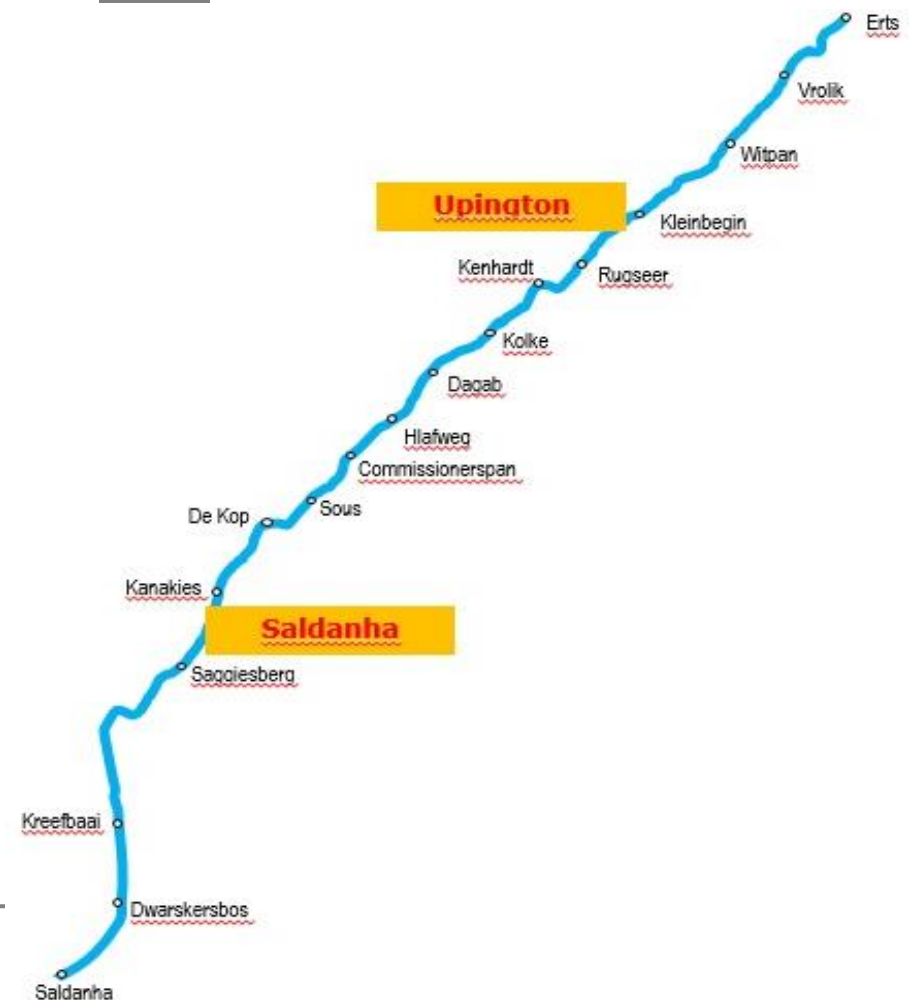 Erts
Vrolik
Witpan
Upington
Kleinbegin
Kenhardt
Rugseer
Kolke
Dagab
Hlafweg
Commissionerspan
Sous
De Kop
Kanakies
Saldanha
Saggiesberg
Kreefbaai
Dwarskersbos
Saldanha